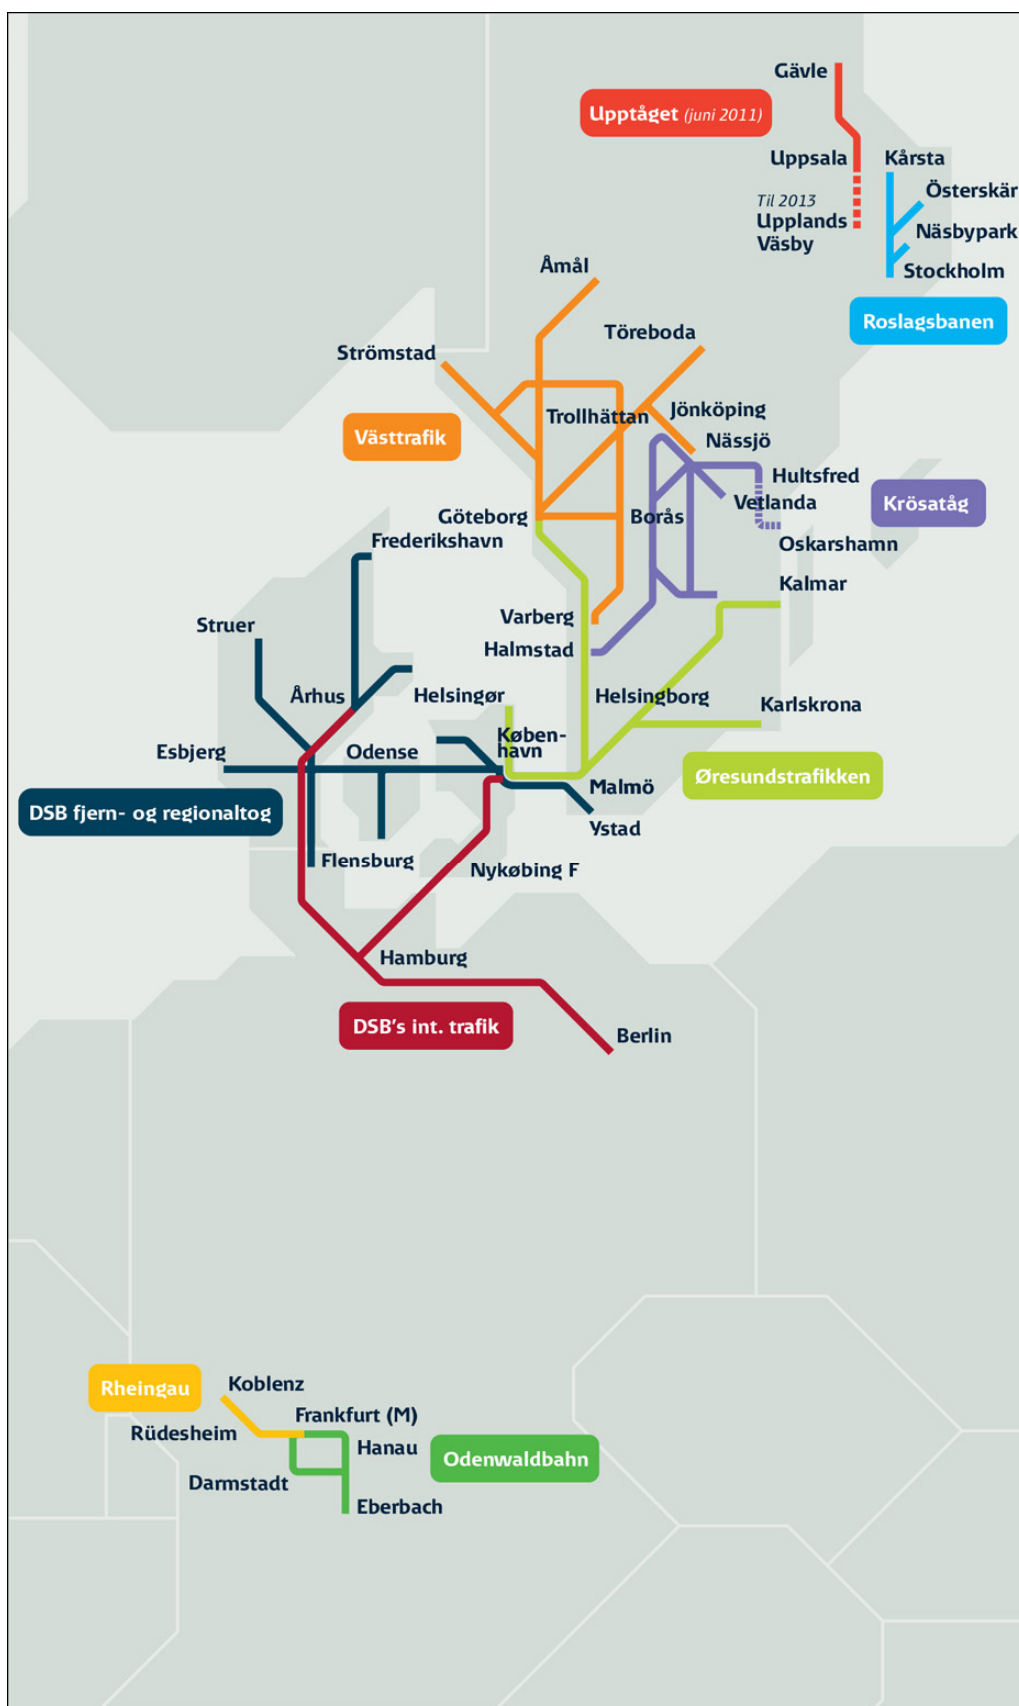 Gävle
Upptåget (juni 2011)
Uppsala
Kårsta
Österskär
Til 2013
Upplands
Väsby
Näsbypark
Stockholm
Roslagsbanen
Åmål
Töreboda
Strömstad
Jönköping
Trollhättan
Västtrafik
Nässjö
Hultsfred
Vetlanda
Krösatåg
Göteborg
Borås
Frederikshavn
Oskarshamn
Kalmar
Varberg
Struer
Halmstad
Århus
Helsingør
Helsingborg
Karlskrona
Køben-
havn
Esbjerg
Odense
Øresundstrafikken
Malmö
DSB fjern- og regionaltog
Ystad
Flensburg
Nykøbing F
Hamburg
DSB's int. trafik
Berlin
Rheingau
Koblenz
Frankfurt (M)
Rüdesheim
Hanau
Odenwaldbahn
Darmstadt
Eberbach